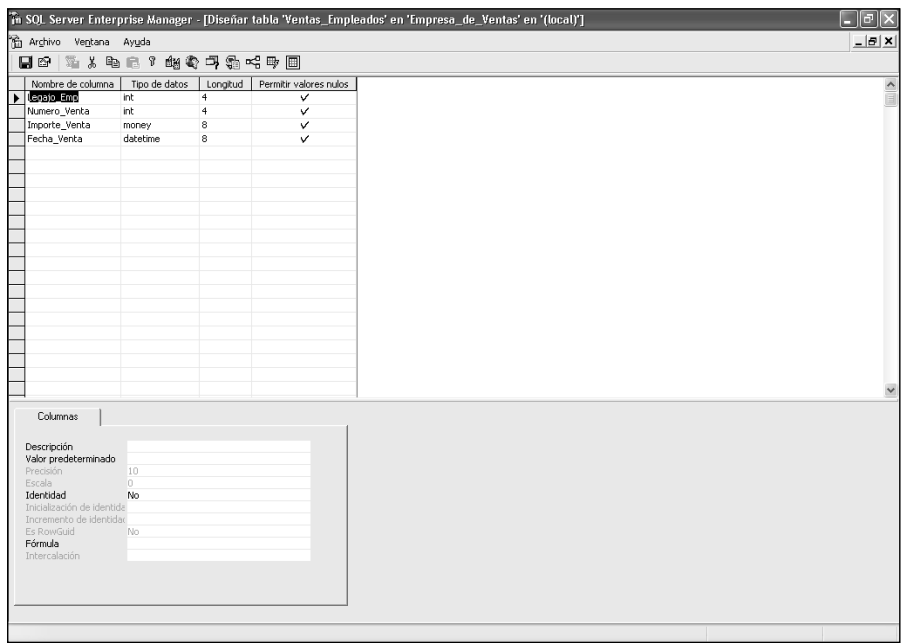 SQL Server Enterprise Manager - [Diseñar tabla 'Ventas_Empleados' en 'Empresa_de_Ventas' en '(local)']
Archivo Ventana Ayuda
Nombre de columna Tipo de datos Longitud Permitir valores nulos
Legajo_Emp int 4
Numero_Venta int 4
Importe_Venta money 8
Fecha_Venta datetime 8
Columnas
Descripción
Valor predeterminado
Precisión 10
Escala 0
Identidad No
Inicialización de identida
Incremento de identidad
Es RowGuid No
Fórmula
Intercalación